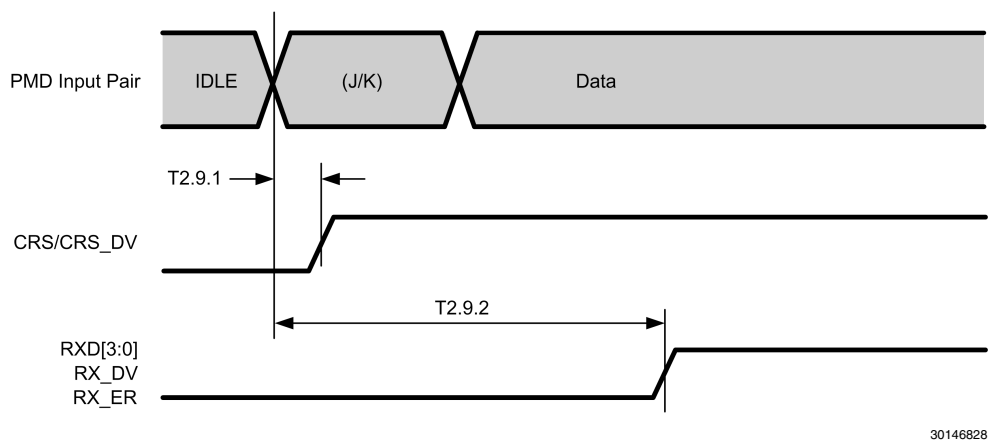 PMD Input Pair
IDLE
(J/K)
Data
T2.9.1
CRS/CRS_DV
T2.9.2
RXD[3:0]
RX_DV
RX_ER
30146828